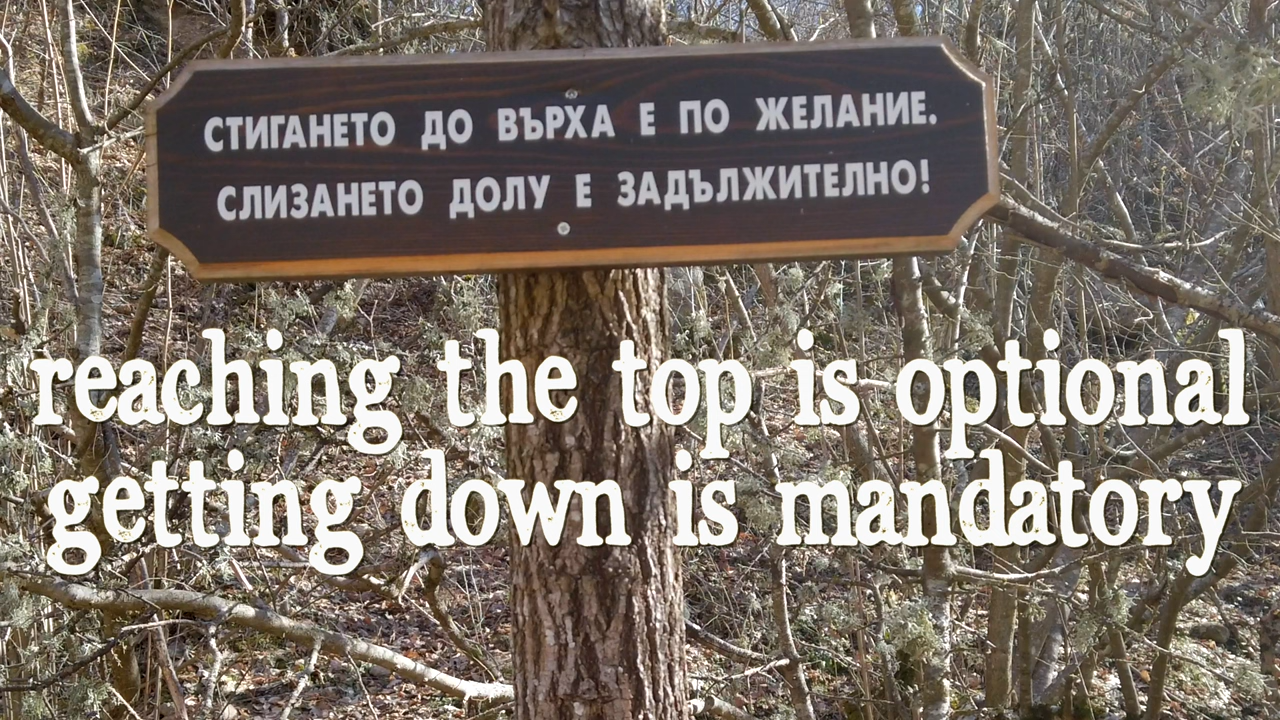 СТИГАНЕТО ДО ВЪРХА Е ПО ЖЕЛАНИЕ.
СЛИЗАНЕТО ДОЛУ Е ЗАДЪЛЖИТЕЛНО!
reaching the top is optional
getting down is mandatory